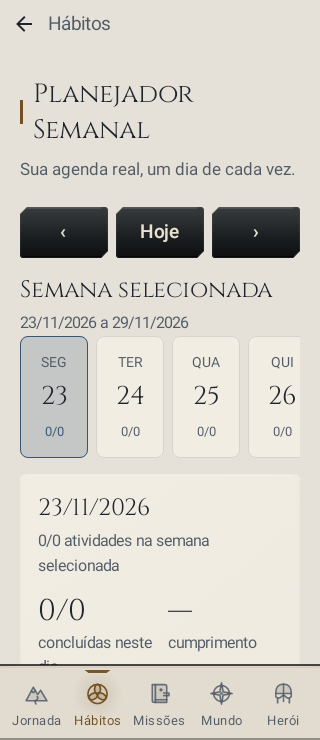 Hábitos
Planejador
Semanal
Sua agenda real, um dia de cada vez.
‹ Hoje ›
Semana selecionada
23/11/2026 a 29/11/2026
SEG TER QUA QUI
23 24 25 26
0/0 0/0 0/0 0/0
23/11/2026
0/0 atividades na semana
selecionada
0/0 —
concluídas neste cumprimento
dia
Jornada Hábitos Missões Mundo Herói